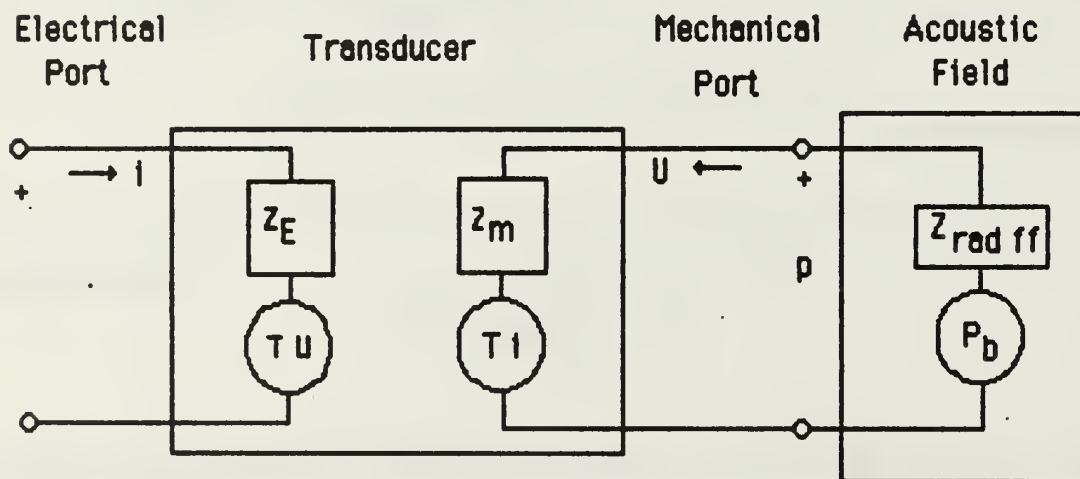 Electrical
Port
Transducer
Mechanical
Port
Acoustic
Field
+
→ i
U ←
+
Z_E
Z_m
Z_rad ff
p
T U
T i
P_b